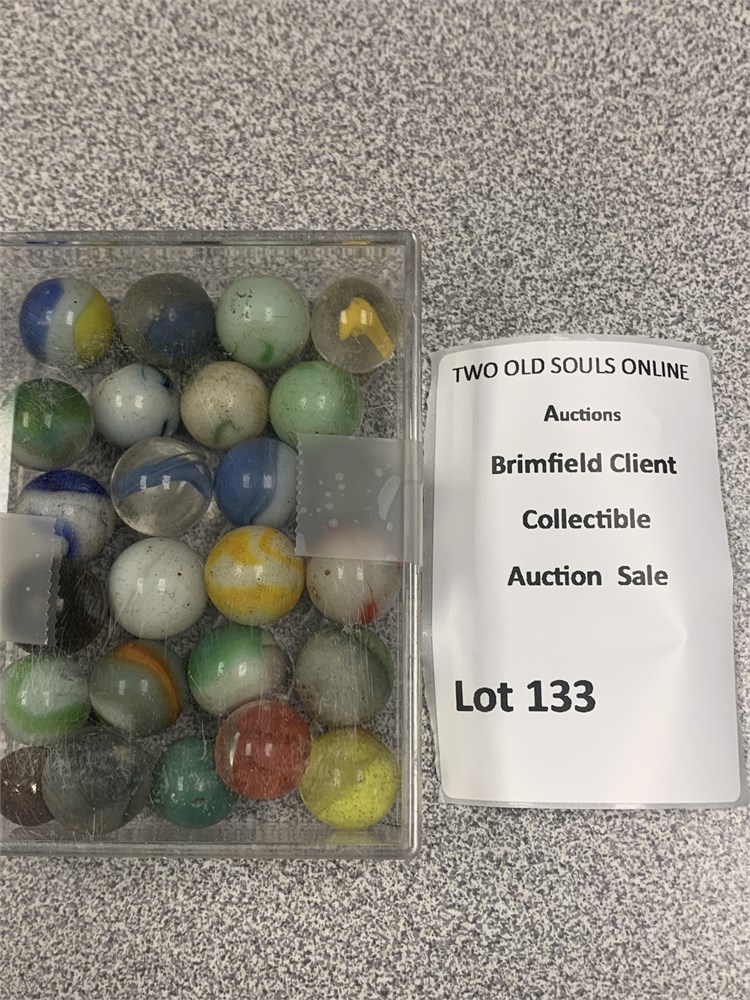 TWO OLD SOULS ONLINE
Auctions
Brimfield Client
Collectible
Auction Sale
Lot 133